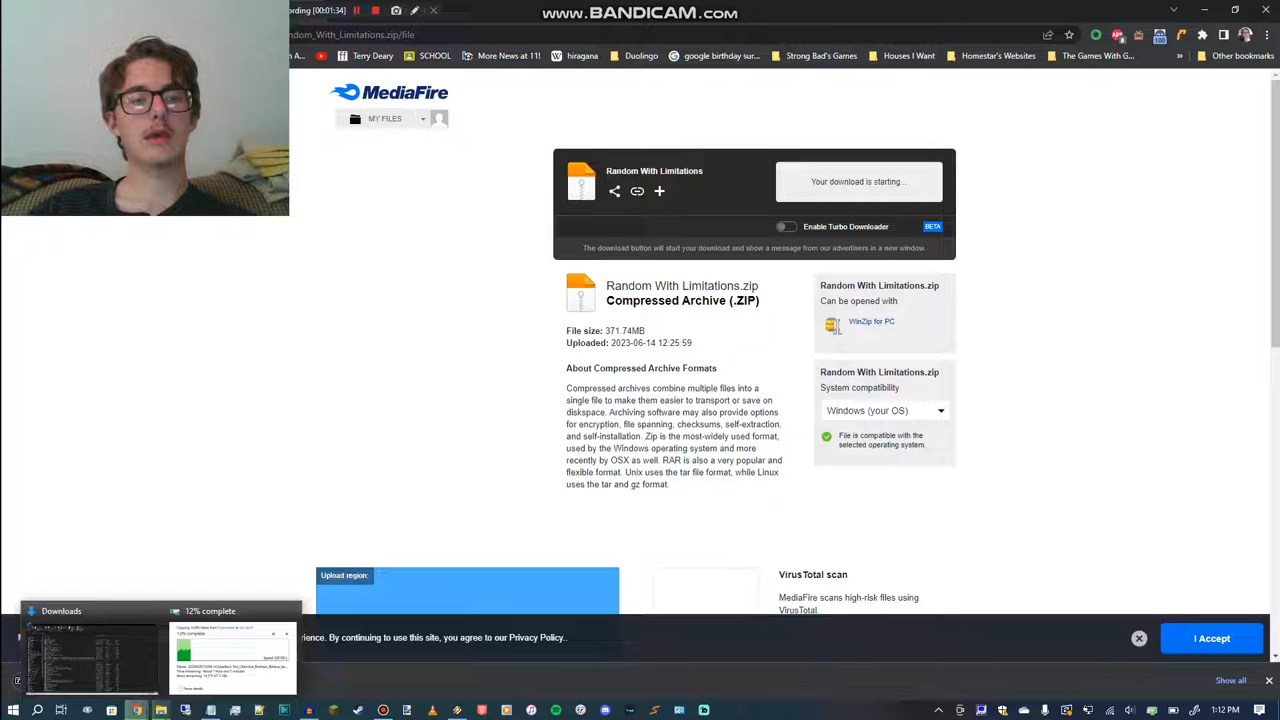 ording [00:01:34]
www.BANDICAM.com
ndom_With_Limitations.zip/file
Terry Deary
SCHOOL
More News at 11!
hiragana
Duolingo
google birthday sur...
Strong Bad's Games
Houses I Want
Homester's Websites
The Games With G...
»
Other bookmarks
MediaFire
MY FILES
Random With Limitations
Your download is starting...
Enable Turbo Downloader
BETA
The download button will start your download and show a message from our advertisers in a new window.
Random With Limitations.zip
Compressed Archive (.ZIP)
File size: 371.74MB
Uploaded: 2023-06-14 12:25:59
About Compressed Archive Formats
Compressed archives combine multiple files into a
single file to make them easier to transport or save on
diskspace. Archiving software may also provide options
for encryption, file spanning, checksums, self-extraction,
and self-installation. Zip is the most-widely used format,
used by the Windows operating system and more
recently by OSX as well. RAR is also a very popular and
flexible format. Unix uses the tar file format, while Linux
uses the tar and gz format.
Random With Limitations.zip
Can be opened with
WinZip for PC
Random With Limitations.zip
System compatibility
Windows (your OS)
File is compatible with the
selected operating system.
Upload region:
VirusTotal scan
MediaFire scans high-risk files using
VirusTotal.
Downloads
12% complete
12% complete
ience. By continuing to use this site, you agree to our Privacy Policy.
I Accept
Show all
1:12 PM